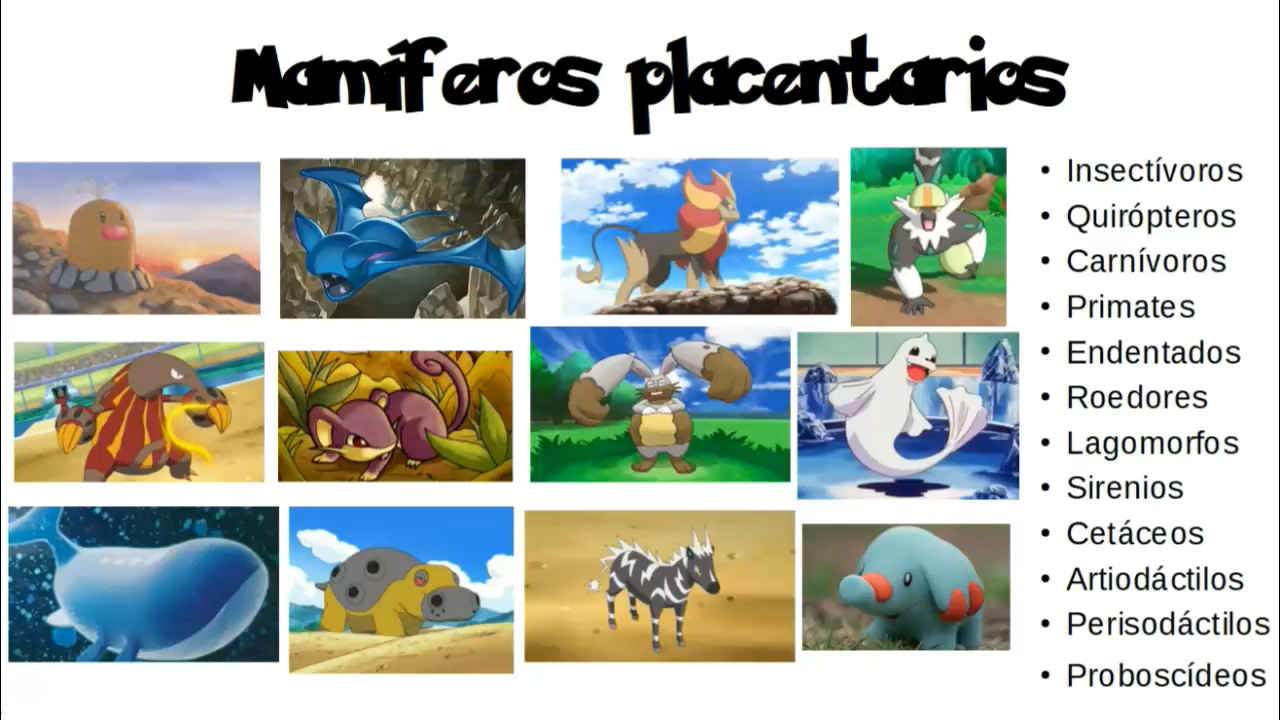 Mamíferos placentarios
• Insectívoros
• Quirópteros
• Carnívoros
• Primates
• Endentados
• Roedores
• Lagomorfos
• Sirenios
• Cetáceos
• Artiodáctilos
• Perisodáctilos
• Proboscídeos